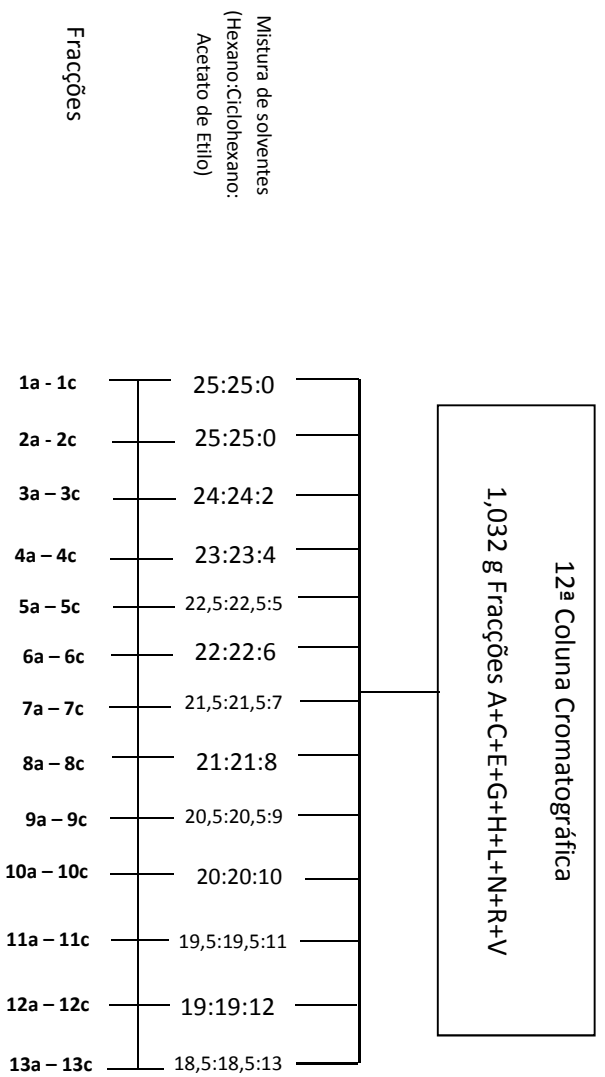 12ª Coluna Cromatográfica
1,032 g Fracções A+C+E+G+H+L+N+R+V
Mistura de solventes
(Hexano:Ciclohexano:
Acetato de Etilo)
Fracções
1a - 1c 25:25:0
2a - 2c 25:25:0
3a – 3c 24:24:2
4a – 4c 23:23:4
5a – 5c 22,5:22,5:5
6a – 6c 22:22:6
7a – 7c 21,5:21,5:7
8a – 8c 21:21:8
9a – 9c 20,5:20,5:9
10a – 10c 20:20:10
11a – 11c 19,5:19,5:11
12a – 12c 19:19:12
13a – 13c 18,5:18,5:13